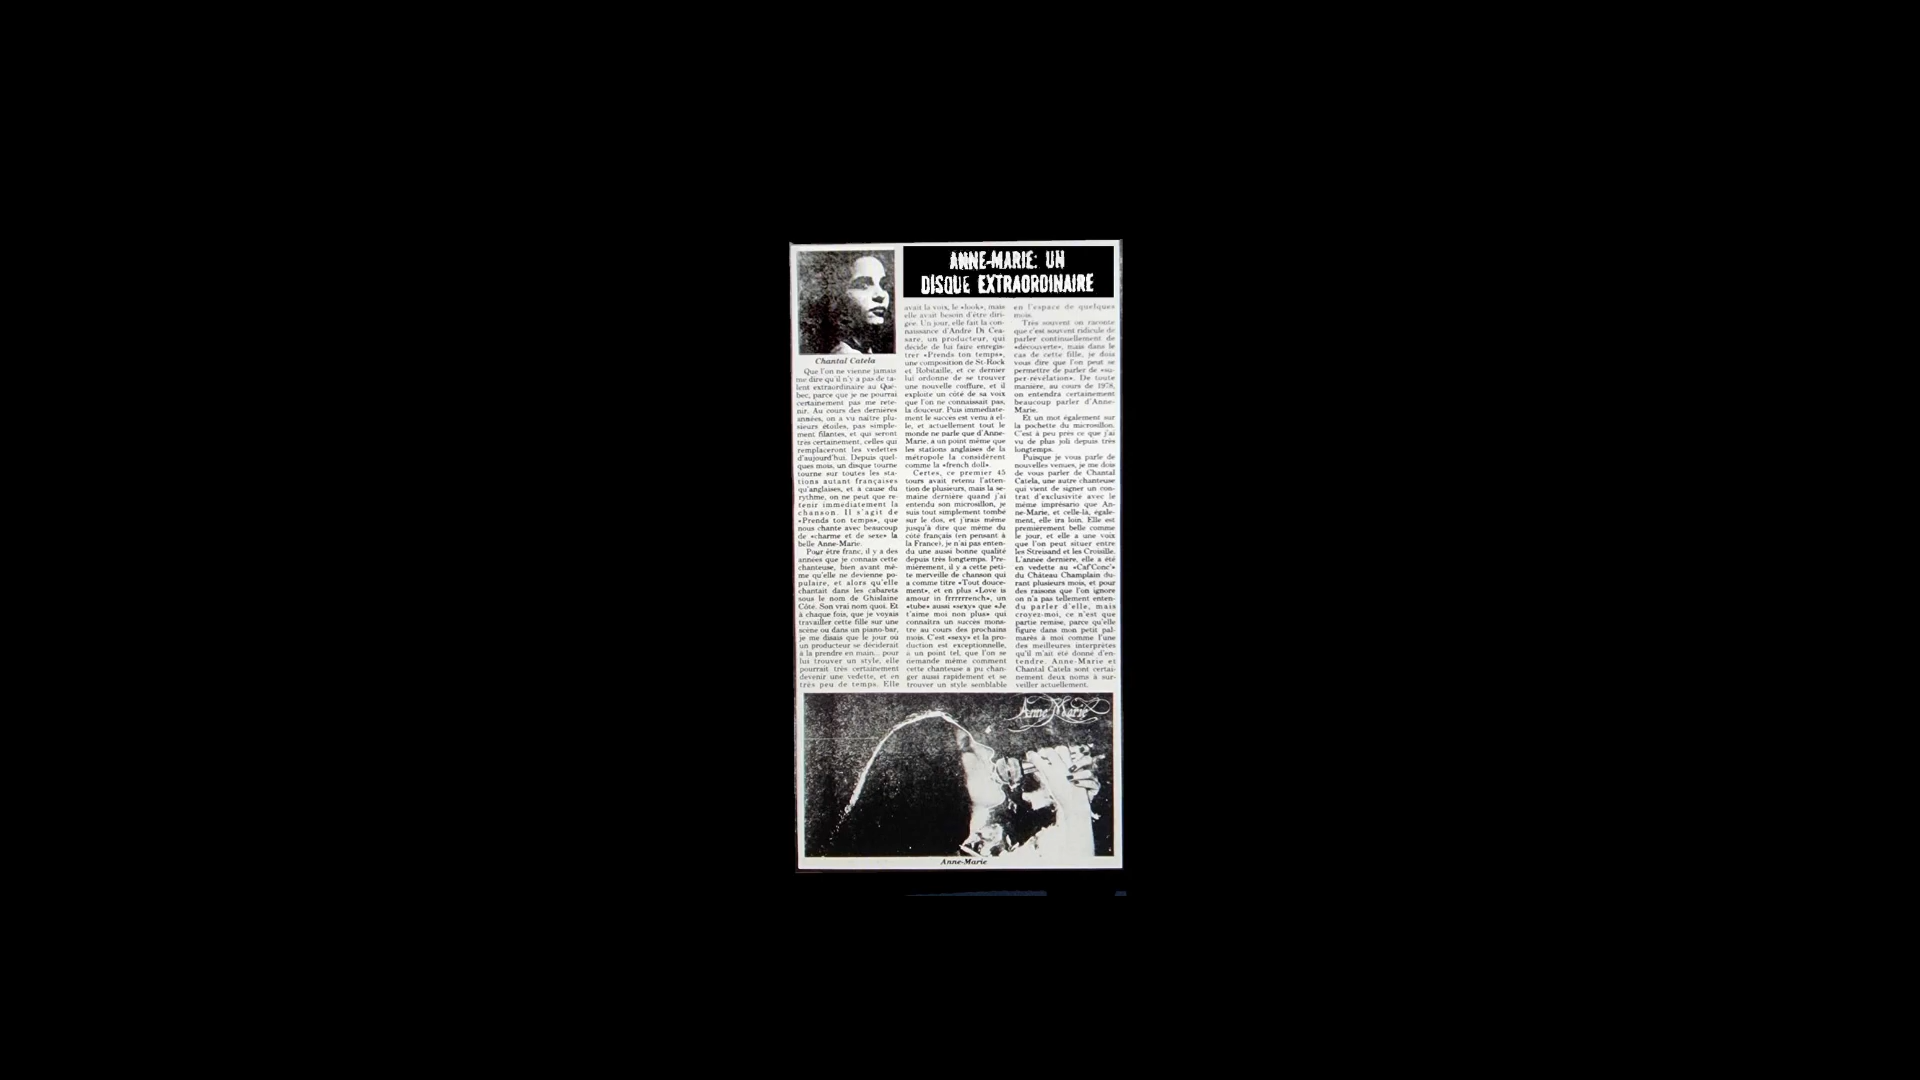 ANNE-MARIE: UN
DISQUE EXTRAORDINAIRE
Chantal Catela
Que l'on ne vienne jamais
me dire qu'il n'y a pas de ta-
lent extraordinaire au Qué-
bec, parce que je ne pourrai
certainement pas me rete-
nir. Au cours des dernières
années, on a vu naître plu-
sieurs étoiles, pas simple-
ment filantes, et qui seront
très certainement, celles qui
remplaceront les vedettes
d'aujourd'hui. Depuis quel-
ques mois, un disque tourne
tourne sur toutes les sta-
tions autant françaises
qu'anglaises, et à cause du
rythme, on ne peut que re-
tenir immédiatement la
chanson. Il s'agit de
«Prends ton temps», que
nous chante avec beaucoup
de «charme et de sexe» la
belle Anne-Marie.
Pour être franc, il y a des
années que je connais cette
chanteuse, bien avant mê-
me qu'elle ne devienne po-
pulaire, et alors qu'elle
chantait dans les cabarets
sous le nom de Ghislaine
Côté. Son vrai nom quoi. Et
à chaque fois, que je voyais
travailler cette fille sur une
scène ou dans un piano-bar,
je me disais que le jour où
un producteur se déciderait
à la prendre en main... pour
lui trouver un style, elle
pourrait très certainement
devenir une vedette, et en
très peu de temps. Elle
avait la voix, le «look», mais
elle avait besoin d'être diri-
gée. Un jour, elle fait la con-
naissance d'André Di Cea-
sare, un producteur, qui
décide de lui faire enregis-
trer «Prends ton temps»,
une composition de St-Rock
et Robitaille, et ce dernier
lui ordonne de se trouver
une nouvelle coiffure, et il
exploite un côté de sa voix
que l'on ne connaissait pas,
la douceur. Puis immédiate-
ment le succès est venu à el-
le, et actuellement tout le
monde ne parle que d'Anne-
Marie, à un point même que
les stations anglaises de la
métropole la considèrent
comme la «french doll».
Certes, ce premier 45
tours avait retenu l'atten-
tion de plusieurs, mais la se-
maine dernière quand j'ai
entendu son microsillon, je
suis tout simplement tombé
sur le dos, et j'irais même
jusqu'à dire que même du
côté français (en pensant à
la France), je n'ai pas enten-
du une aussi bonne qualité
depuis très longtemps. Pre-
mièrement, il y a cette peti-
te merveille de chanson qui
a comme titre «Tout douce-
ment», et en plus «Love is
amour in frrrrrench», un
«tube» aussi «sexy» que «Je
t'aime moi non plus» qui
connaîtra un succès mons-
tre au cours des prochains
mois. C'est «sexy» et la pro-
duction est exceptionnelle,
à un point tel, que l'on se
demande même comment
cette chanteuse a pu chan-
ger aussi rapidement et se
trouver un style semblable
en l'espace de quelques
mois.
Très souvent on raconte
que c'est souvent ridicule de
parler continuellement de
«découverte», mais dans le
cas de cette fille, je dois
vous dire que l'on peut se
permettre de parler de «su-
per-révélation». De toute
manière, au cours de 1978,
on entendra certainement
beaucoup parler d'Anne-
Marie.
Et un mot également sur
la pochette du microsillon.
C'est à peu près ce que j'ai
vu de plus joli depuis très
longtemps.
Puisque je vous parle de
nouvelles venues, je me dois
de vous parler de Chantal
Catela, une autre chanteuse
qui vient de signer un con-
trat d'exclusivité avec le
même imprésario que An-
ne-Marie, et celle-là, égale-
ment, elle ira loin. Elle est
premièrement belle comme
le jour, et elle a une voix
que l'on peut situer entre
les Streisand et les Croisille.
L'année dernière, elle a été
en vedette au «Caf'Conc'»
du Château Champlain du-
rant plusieurs mois, et pour
des raisons que l'on ignore
on n'a pas tellement enten-
du parler d'elle, mais
croyez-moi, ce n'est que
partie remise, parce qu'elle
figure dans mon petit pal-
marès à moi comme l'une
des meilleures interprètes
qu'il m'ait été donné d'en-
tendre. Anne-Marie et
Chantal Catela sont certai-
nement deux noms à sur-
veiller actuellement.
Anne Marie
Anne-Marie